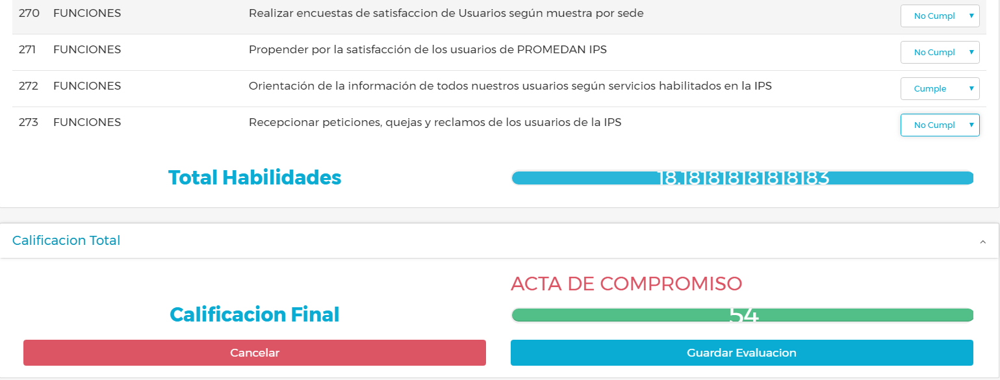 270 FUNCIONES Realizar encuestas de satisfaccion de Usuarios según muestra por sede No Cumpl
271 FUNCIONES Propender por la satisfacción de los usuarios de PROMEDAN IPS No Cumpl
272 FUNCIONES Orientación de la información de todos nuestros usuarios según servicios habilitados en la IPS Cumple
273 FUNCIONES Recepcionar peticiones, quejas y reclamos de los usuarios de la IPS No Cumpl
Total Habilidades 18.181818181818183
Calificacion Total
ACTA DE COMPROMISO
Calificacion Final 54
Cancelar Guardar Evaluacion